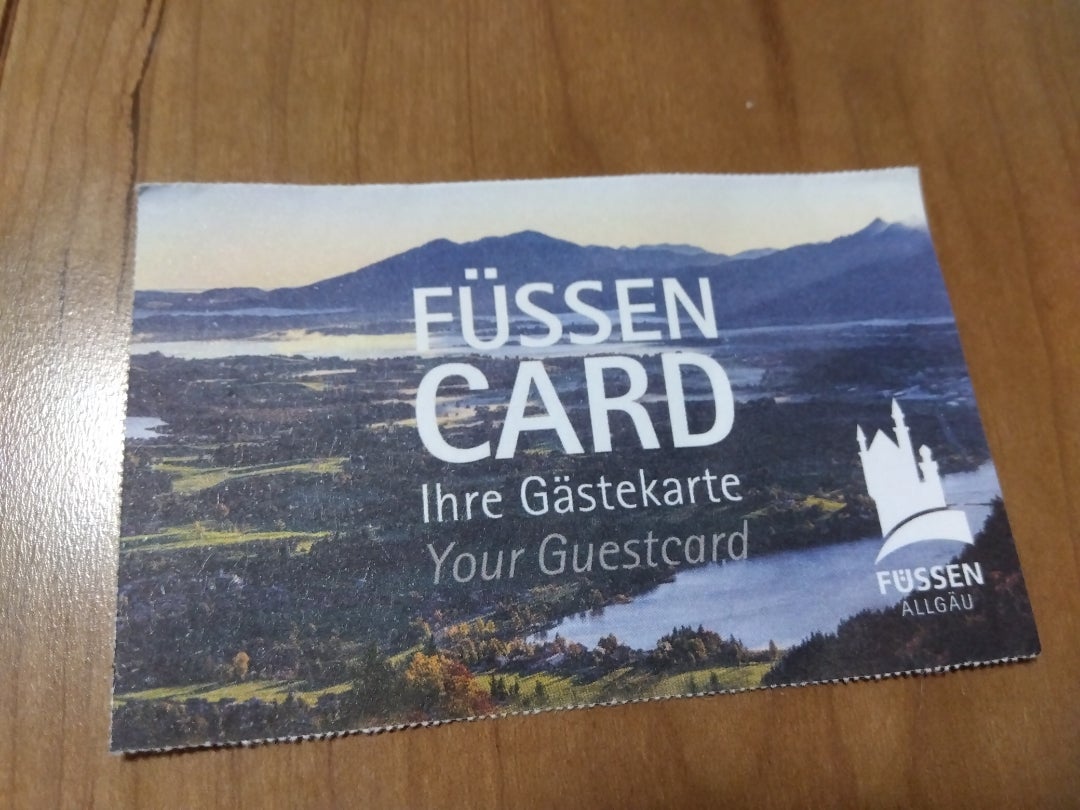 FÜSSEN
CARD
Ihre Gästekarte
Your Guestcard
FÜSSEN
ALLGÄU